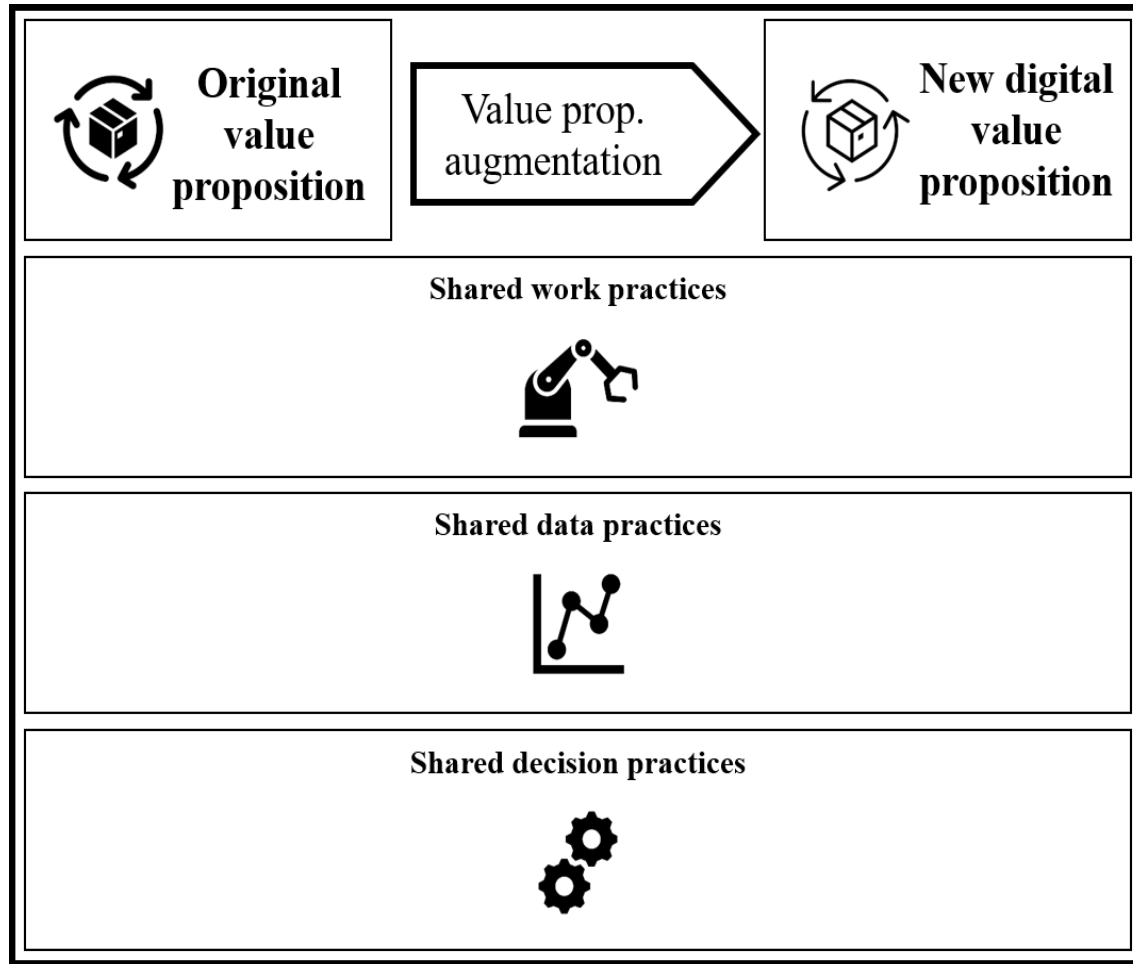 Original
value
proposition
Value prop.
augmentation
New digital
value
proposition
Shared work practices
Shared data practices
Shared decision practices